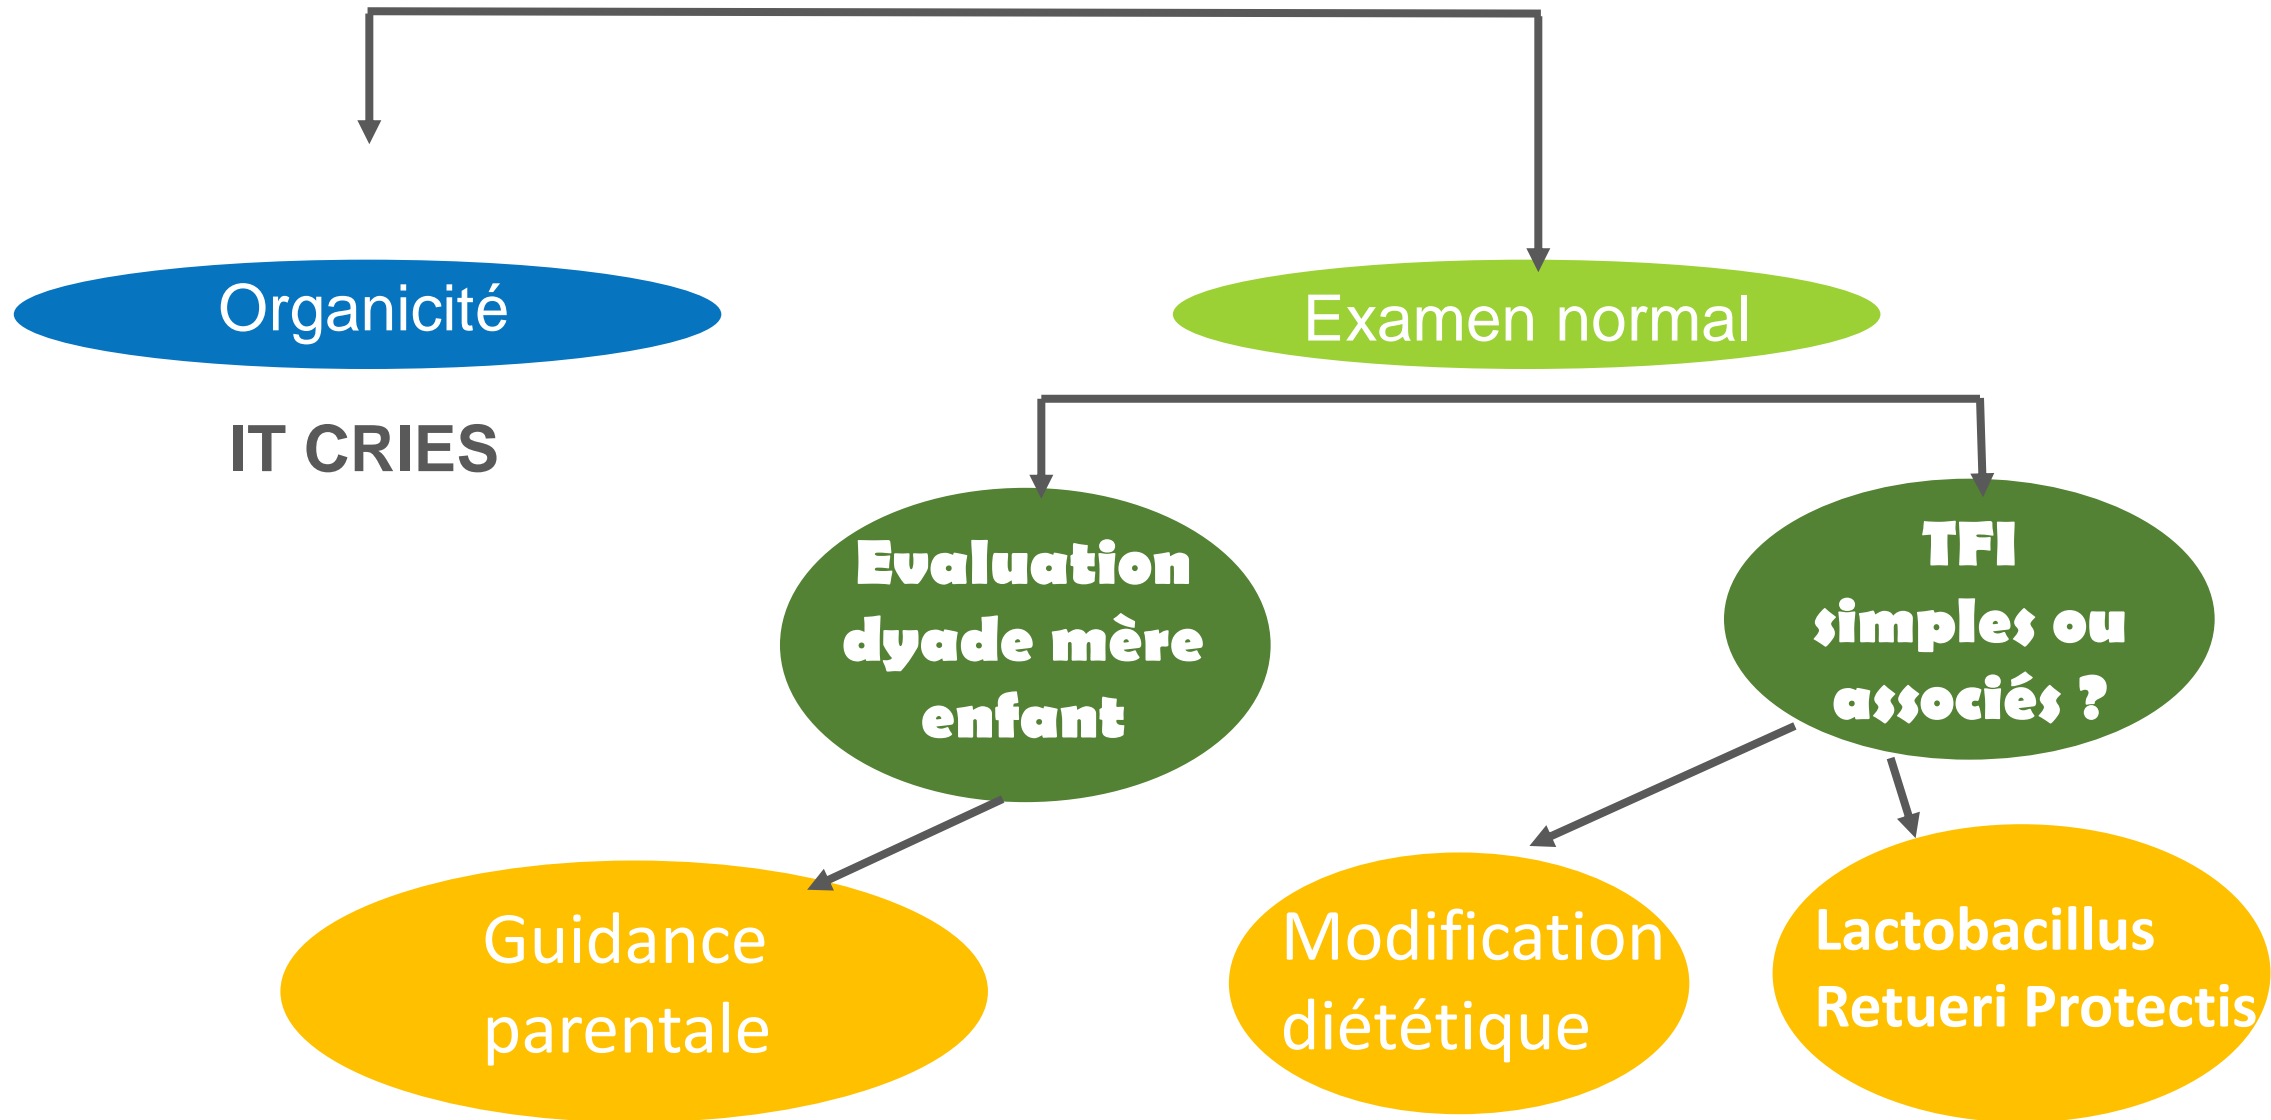 Organicité
Examen normal
IT CRIES
Evaluation
dyade mère
enfant
TFI
simples ou
associés ?
Guidance
parentale
Modification
diététique
Lactobacillus
Retueri Protectis